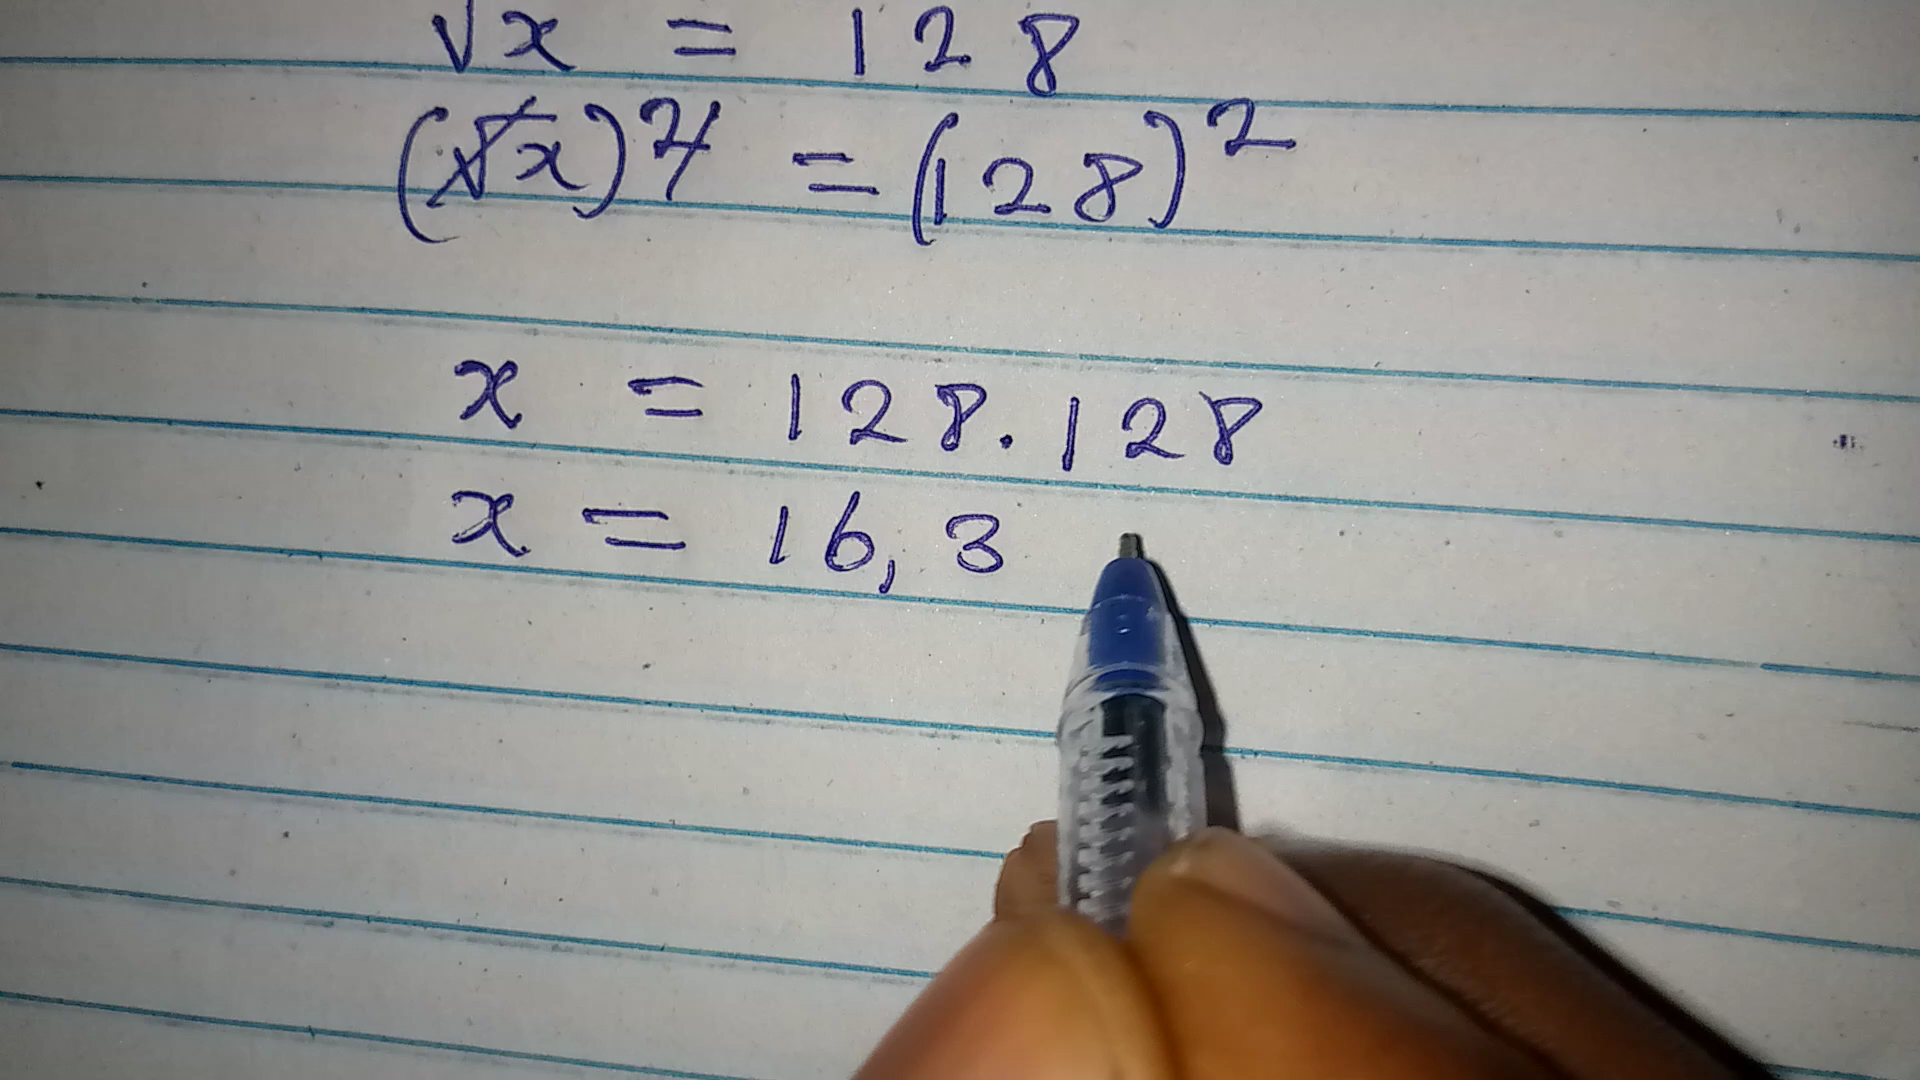 √x = 128
(√x)² = (128)²
x = 128.128
x = 16,3